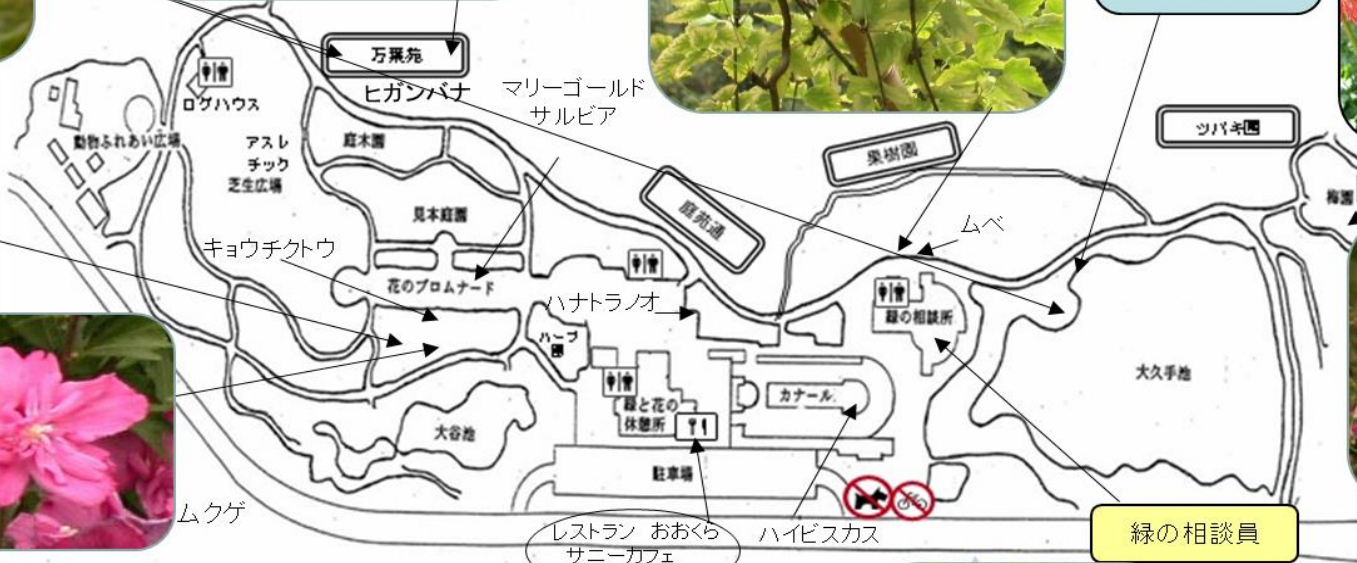 万葉苑
ヒガンバナ
マリーゴールド
サルビア
ログハウス
動物ふれあい広場
アスレ
チック
芝生広場
庭木園
ツバキ園
果樹園
梅園
庭苑通
見本庭園
ムベ
キョウチクトウ
花のプロムナード
ハナトラノオ
緑の相談所
ハーブ
園
大久手池
カナール
緑と花の
休憩所
大谷池
駐車場
ムクゲ
レストラン おおくら
サニーカフェ
ハイビスカス
緑の相談員